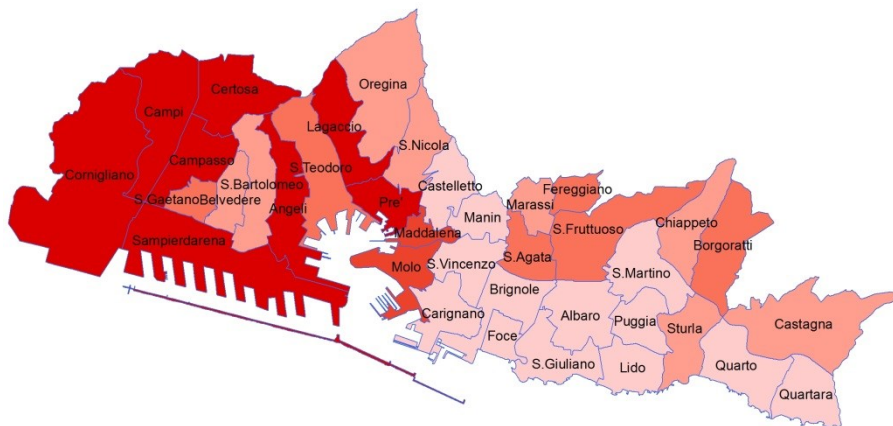 Oregina
Certosa
Campi
Lagaccio
S.Nicola
Campasso
S.Teodoro
Cornigliano
S.Bartolomeo
Castelletto
Fereggiano
S.Gaetano
Belvedere
Angeli
Pre'
Marassi
Manin
Chiappeto
S.Fruttuoso
Maddalena
Sampierdarena
Borgoratti
S.Agata
S.Vincenzo
Molo
S.Martino
Brignole
Carignano
Albaro
Puggia
Castagna
Foce
Sturla
S.Giuliano
Lido
Quarto
Quartara